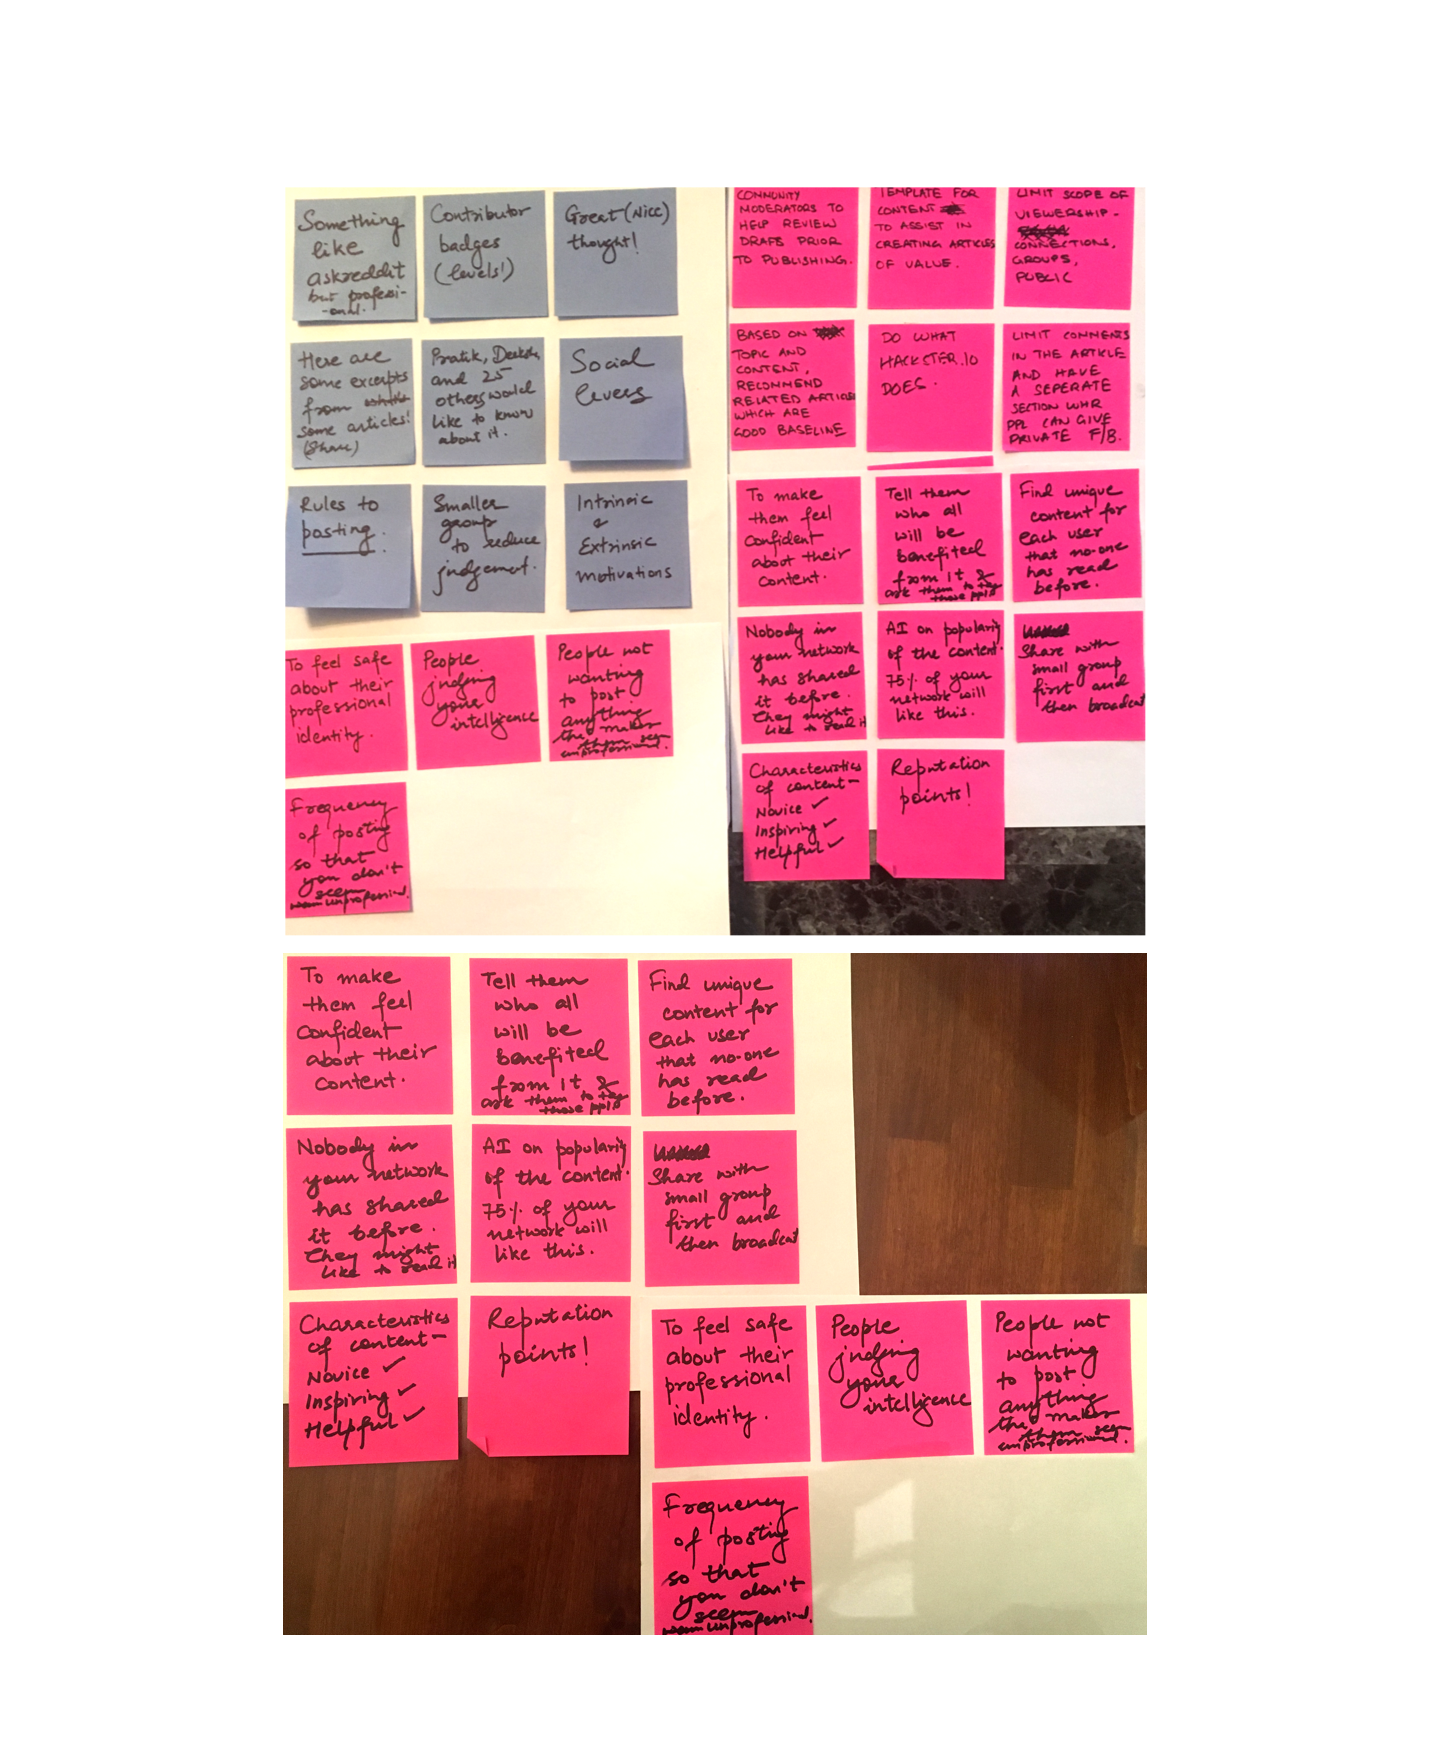 Something
like
askreddit
but professi-
-onal.
Contributor
badges
(levels!)
Great (Nice)
thought!
Here are
some excerpts
from
some articles!
(Share)
Pratik,
and 25
others would
like to know
about it.
Social
levers
Rules to
posting.
Smaller
group
to reduce
judgement.
Intrinsic
&
Extrinsic
motivations
To feel safe
about their
professional
identity.
People
judging
your
intelligence
People not
wanting
to post
anything
that makes
them seem
unprofessional.
Frequency
of posting
so that
you don't
seem
unprofessional.
COMMUNITY
MODERATORS TO
HELP REVIEW
DRAFS PRIOR
TO PUBLISHING.
TEMPLATE FOR
CONTENT
TO ASSIST IN
CREATING ARTICLES
OF VALUE.
LIMIT SCOPE OF
VIEWERSHIP -
CONNECTIONS,
GROUPS,
PUBLIC
BASED ON
TOPIC AND
CONTENT,
RECOMMEND
RELATED ARTICLES
WHICH ARE
GOOD BASELINE
DO WHAT
HACKSTER.IO
DOES.
LIMIT COMMENTS
IN THE ARTICLE
AND HAVE
A SEPERATE
SECTION WHR
PPL CAN GIVE
PRIVATE F/B.
To make
them feel
Confident
about their
content.
Tell them
who all
will be
benefited
from it &
ask them to tag
those ppl
Find unique
content for
each user
that no-one
has read
before.
Nobody in
your network
has shared
it before.
They might
like to read it
AI on popularity
of the content.
75% of your
network will
like this.
Share with
small group
first and
then broadcast
Characteristics
of content-
Novice ✓
Inspiring ✓
Helpful ✓
Reputation
points!
To make
them feel
Confident
about their
content.
Tell them
who all
will be
benefited
from it &
ask them to tag
those ppl
Find unique
content for
each user
that no-one
has read
before.
Nobody in
your network
has shared
it before.
They might
like to read it
AI on popularity
of the content.
75% of your
network will
like this.
Share with
small group
first and
then broadcast
Characteristics
of content-
Novice ✓
Inspiring ✓
Helpful ✓
Reputation
points!
To feel safe
about their
professional
identity.
People
judging
your
intelligence
People not
wanting
to post
anything
that makes
them seem
unprofessional.
Frequency
of posting
so that
you don't
seem
unprofessional.